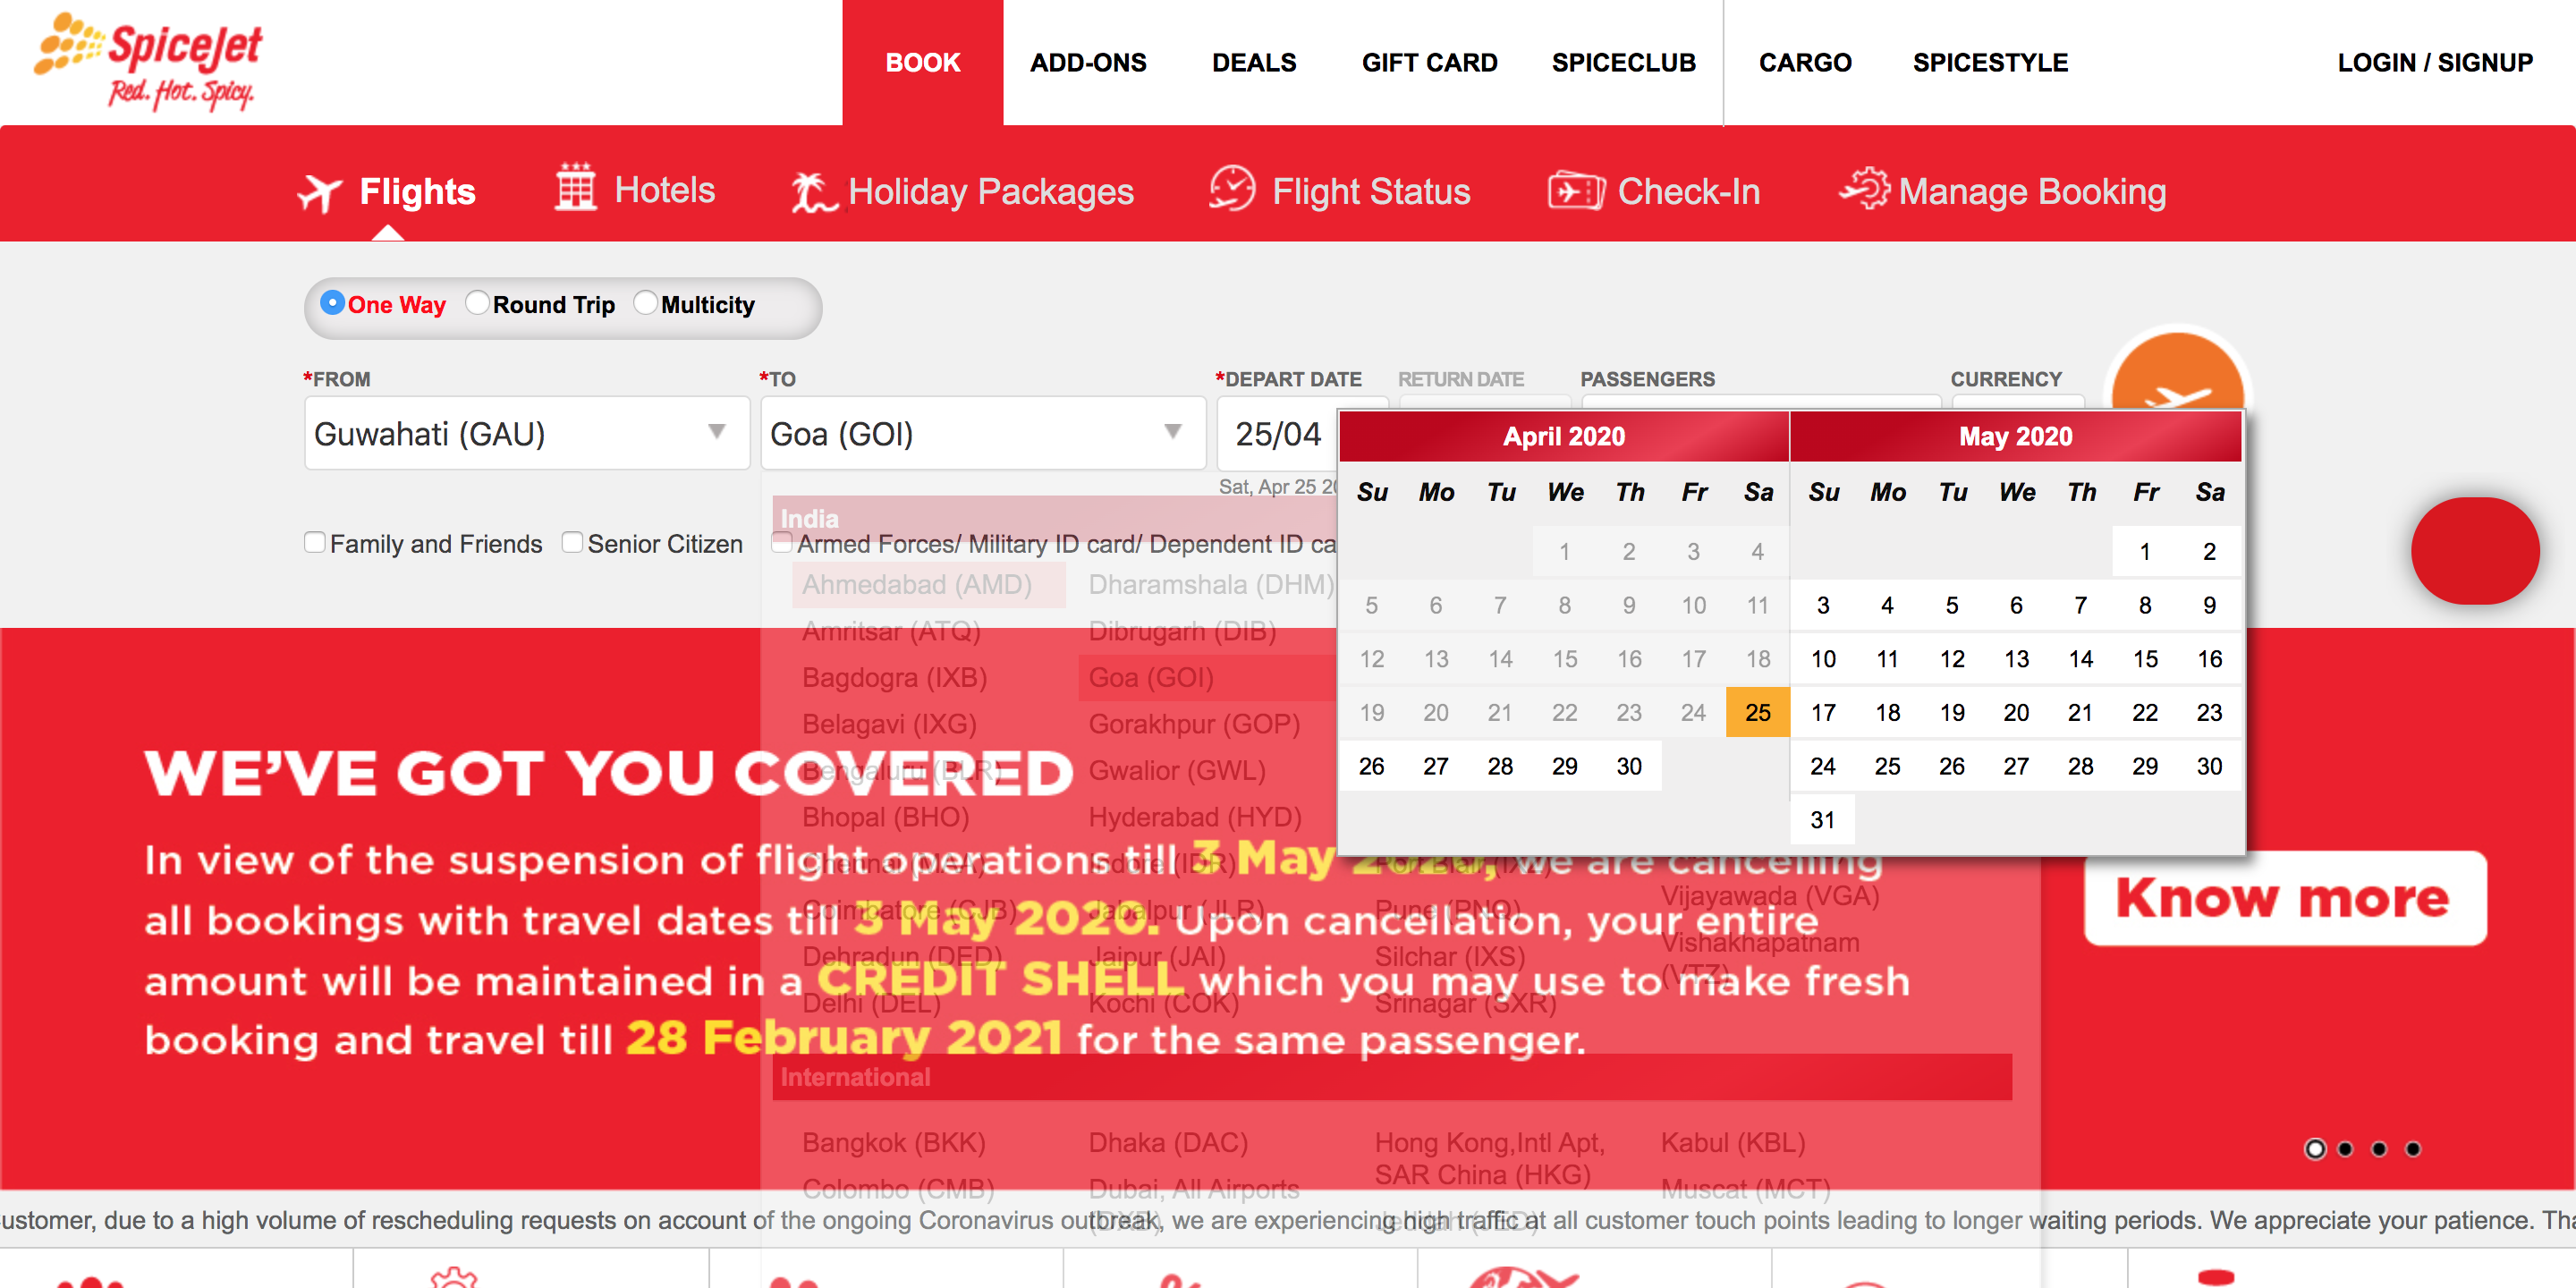 SpiceJet
Red. Hot. Spicy.
BOOK
ADD-ONS
DEALS
GIFT CARD
SPICECLUB
CARGO
SPICESTYLE
LOGIN / SIGNUP
Flights
Hotels
Holiday Packages
Flight Status
Check-In
Manage Booking
One Way
Round Trip
Multicity
*FROM
*TO
*DEPART DATE
RETURN DATE
PASSENGERS
CURRENCY
Guwahati (GAU)
Goa (GOI)
25/04
Sat, Apr 25
Family and Friends
Senior Citizen
Armed Forces/ Military ID card/ Dependent ID
April 2020
Su Mo Tu We Th Fr Sa
1 2 3 4
5 6 7 8 9 10 11
12 13 14 15 16 17 18
19 20 21 22 23 24 25
26 27 28 29 30
May 2020
Su Mo Tu We Th Fr Sa
1 2
3 4 5 6 7 8 9
10 11 12 13 14 15 16
17 18 19 20 21 22 23
24 25 26 27 28 29 30
31
India
Ahmedabad (AMD)
Amritsar (ATQ)
Bagdogra (IXB)
Belagavi (IXG)
Bengaluru (BLR)
Bhopal (BHO)
Chennai (MAA)
Coimbatore (CJB)
Dehradun (DED)
Delhi (DEL)
Dharamshala (DHM)
Dibrugarh (DIB)
Goa (GOI)
Gorakhpur (GOP)
Gwalior (GWL)
Hyderabad (HYD)
Indore (IDR)
Jabalpur (JLR)
Jaipur (JAI)
Kochi (COK)
Port Blair (IXZ)
Pune (PNQ)
Silchar (IXS)
Srinagar (SXR)
Vijayawada (VGA)
Vishakhapatnam
(VTZ)
International
Bangkok (BKK)
Colombo (CMB)
Dhaka (DAC)
Dubai, All Airports
(DXB)
Hong Kong,Intl Apt,
SAR China (HKG)
Jeddah (JED)
Kabul (KBL)
Muscat (MCT)
WE'VE GOT YOU COVERED
In view of the suspension of flight operations till 3 May we are cancelling
all bookings with travel dates till 3 May 2020. Upon cancellation, your entire
amount will be maintained in a CREDIT SHELL which you may use to make fresh
booking and travel till 28 February 2021 for the same passenger.
Know more
ustomer, due to a high volume of rescheduling requests on account of the ongoing Coronavirus outbreak, we are experiencing high traffic at all customer touch points leading to longer waiting periods. We appreciate your patience. Tha